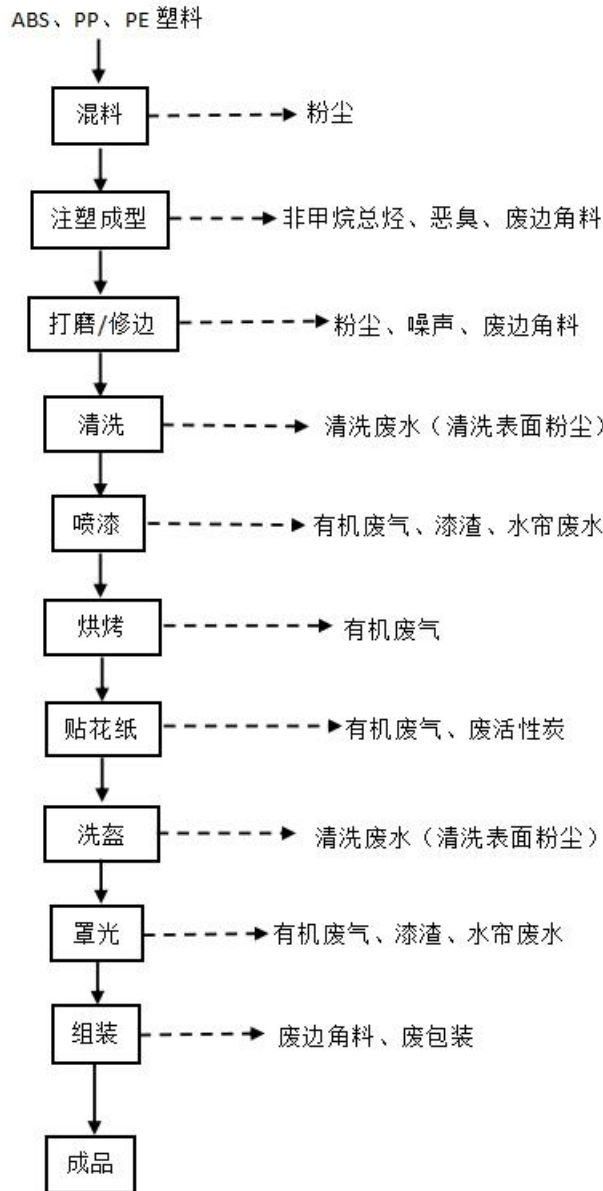 ABS、PP、PE 塑料
混料
粉尘
注塑成型
非甲烷总烃、恶臭、废边角料
打磨/修边
粉尘、噪声、废边角料
清洗
清洗废水（清洗表面粉尘）
喷漆
有机废气、漆渣、水帘废水
烘烤
有机废气
贴花纸
有机废气、废活性炭
洗盔
清洗废水（清洗表面粉尘）
罩光
有机废气、漆渣、水帘废水
组装
废边角料、废包装
成品